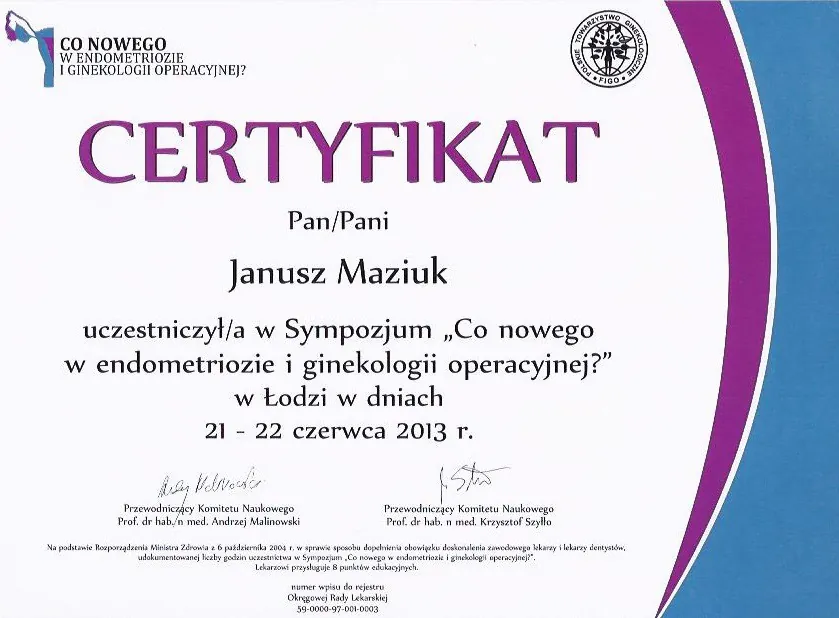 CO NOWEGO
W ENDOMETRIOZIE
I GINEKOLOGII OPERACYJNEJ?
POLSKIE TOWARZYSTWO GINEKOLOGICZNE
FIGO
CERTYFIKAT
Pan/Pani
Janusz Maziuk
uczestniczył/a w Sympozjum „Co nowego
w endometriozie i ginekologii operacyjnej?”
w Łodzi w dniach
21 - 22 czerwca 2013 r.
Przewodniczący Komitetu Naukowego
Prof. dr hab. n med. Andrzej Malinowski
Przewodniczący Komitetu Naukowego
Prof. dr hab. n med. Krzysztof Szyłło
Na podstawie Rozporządzenia Ministra Zdrowia z 6 października 2004 r, w sprawie sposobu dopełnienia obowiązku doskonalenia zawodowego lekarzy i lekarzy dentystów,
udokumentowanej liczby godzin uczestnictwa w Sympozjum „Co nowego w endometriozie i ginekologii operacyjnej?”.
Lekarzowi przysługuje 8 punktów edukacyjnych.
numer wpisu do rejestru
Okręgowej Rady Lekarskiej
59-0000-97-001-0003